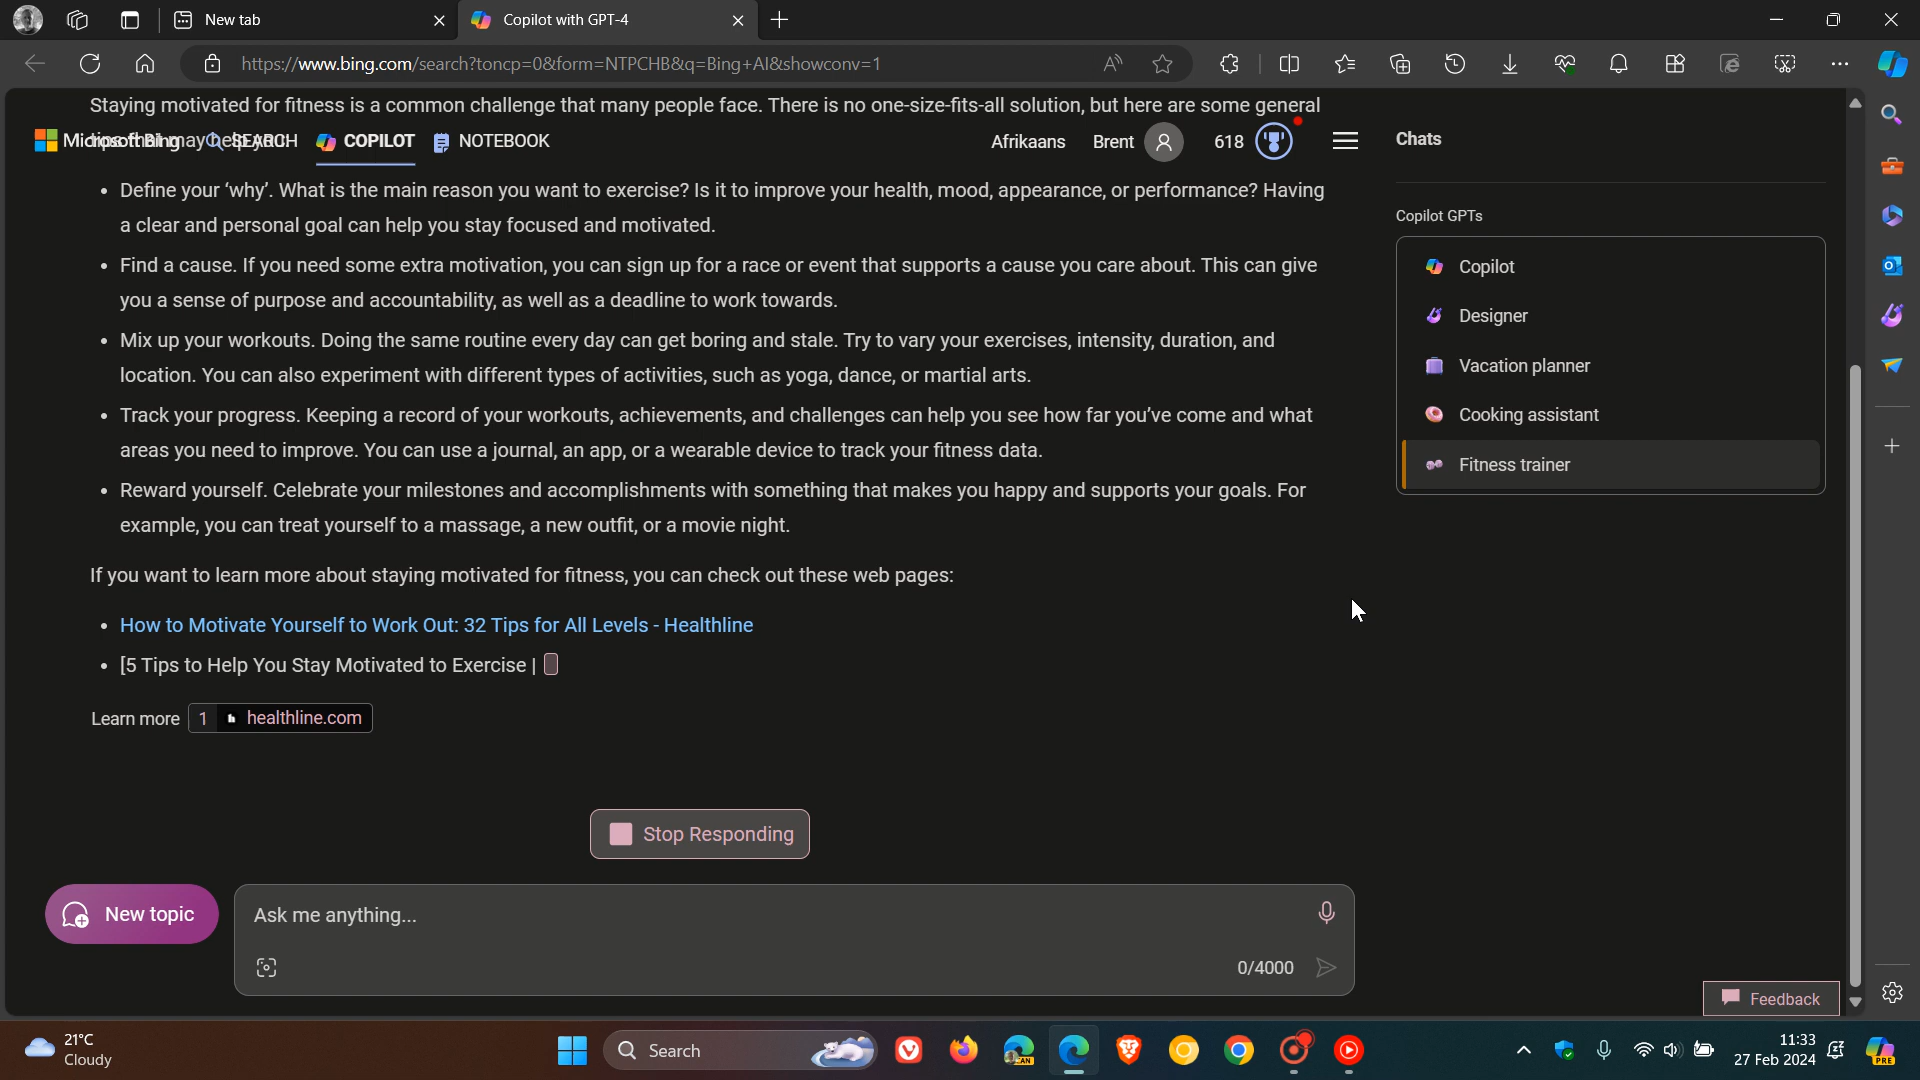 New tab
Copilot with GPT-4
https://www.bing.com/search?toncp=0&form=NTPCHB&q=Bing+AI&showconv=1
Staying motivated for fitness is a common challenge that many people face. There is no one-size-fits-all solution, but here are some general
tips that may help you:
Microsoft Bing SEARCH COPILOT NOTEBOOK Afrikaans Brent 618
• Define your ‘why’. What is the main reason you want to exercise? Is it to improve your health, mood, appearance, or performance? Having
a clear and personal goal can help you stay focused and motivated.
• Find a cause. If you need some extra motivation, you can sign up for a race or event that supports a cause you care about. This can give
you a sense of purpose and accountability, as well as a deadline to work towards.
• Mix up your workouts. Doing the same routine every day can get boring and stale. Try to vary your exercises, intensity, duration, and
location. You can also experiment with different types of activities, such as yoga, dance, or martial arts.
• Track your progress. Keeping a record of your workouts, achievements, and challenges can help you see how far you’ve come and what
areas you need to improve. You can use a journal, an app, or a wearable device to track your fitness data.
• Reward yourself. Celebrate your milestones and accomplishments with something that makes you happy and supports your goals. For
example, you can treat yourself to a massage, a new outfit, or a movie night.
If you want to learn more about staying motivated for fitness, you can check out these web pages:
• How to Motivate Yourself to Work Out: 32 Tips for All Levels - Healthline
• [5 Tips to Help You Stay Motivated to Exercise |
Learn more 1 healthline.com
Stop Responding
New topic
Ask me anything...
0/4000
Chats
Copilot GPTs
Copilot
Designer
Vacation planner
Cooking assistant
Fitness trainer
Feedback
21°C
Cloudy
Search
CAN
11:33
27 Feb 2024
PRE